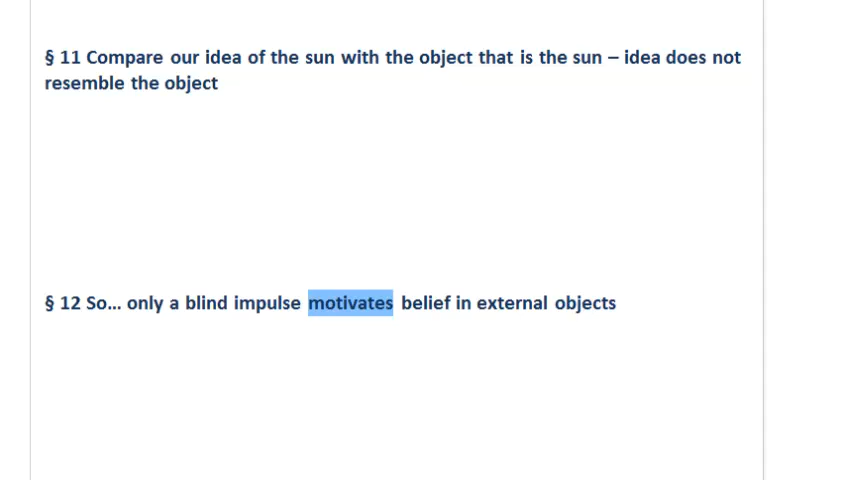 § 11 Compare our idea of the sun with the object that is the sun – idea does not
resemble the object
§ 12 So... only a blind impulse motivates belief in external objects